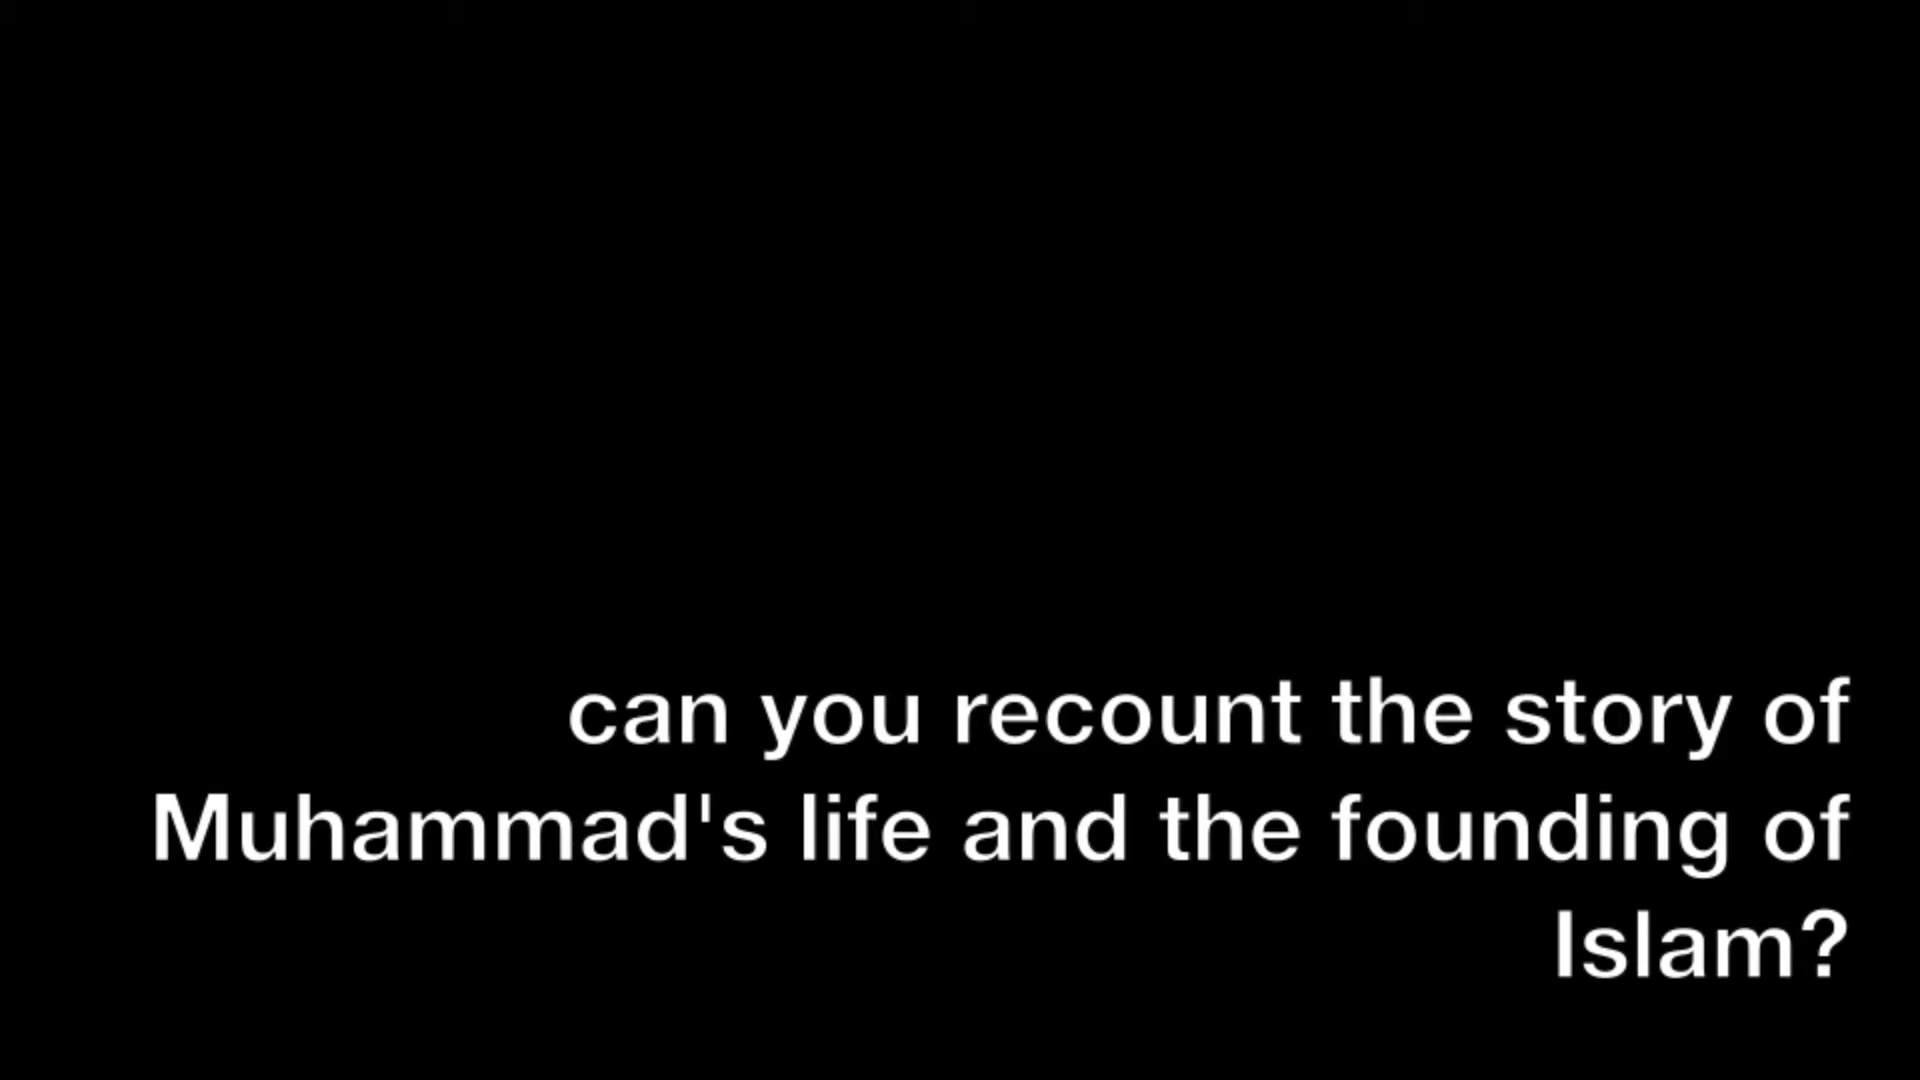 can you recount the story of
Muhammad's life and the founding of
Islam?